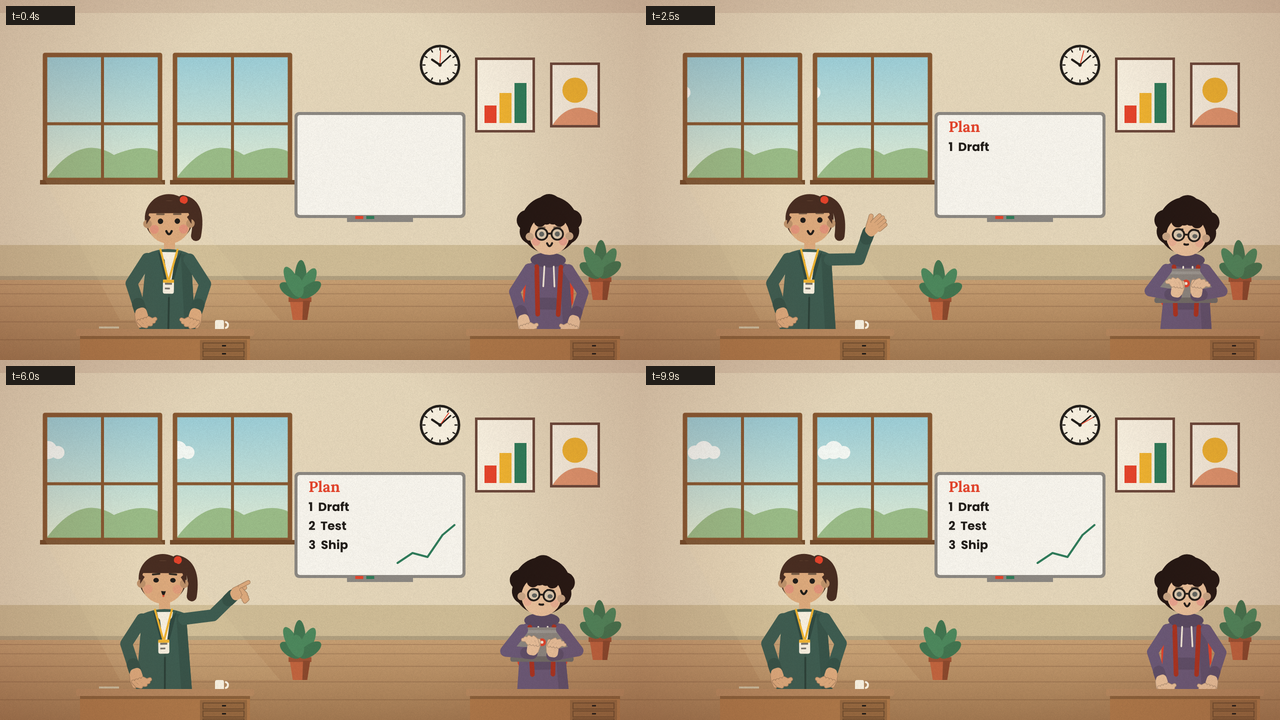 t=0.4s
t=2.5s
Plan
1 Draft
t=6.0s
Plan
1 Draft
2 Test
3 Ship
t=9.9s
Plan
1 Draft
2 Test
3 Ship